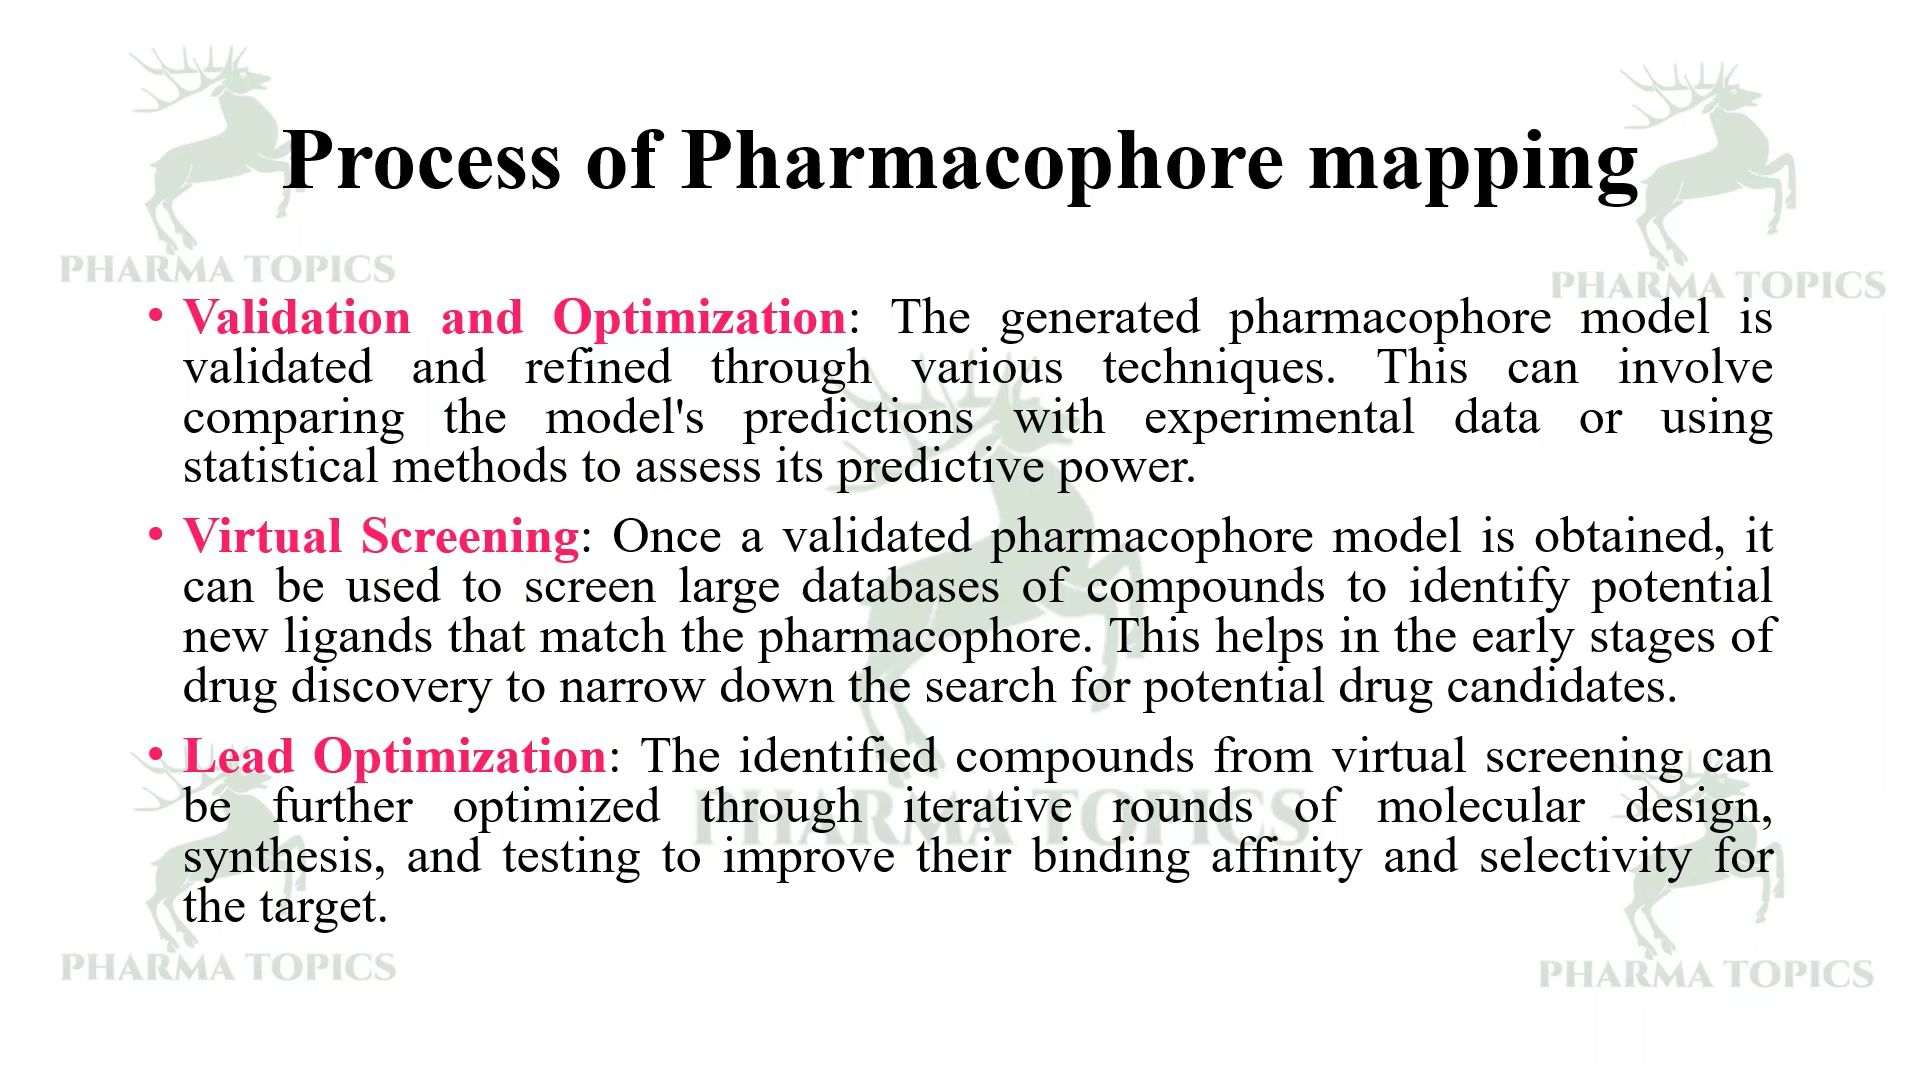 PHARMA TOPICS
PHARMA TOPICS
Process of Pharmacophore mapping
• Validation and Optimization: The generated pharmacophore model is
validated and refined through various techniques. This can involve
comparing the model's predictions with experimental data or using
statistical methods to assess its predictive power.
• Virtual Screening: Once a validated pharmacophore model is obtained, it
can be used to screen large databases of compounds to identify potential
new ligands that match the pharmacophore. This helps in the early stages of
drug discovery to narrow down the search for potential drug candidates.
• Lead Optimization: The identified compounds from virtual screening can
be further optimized through iterative rounds of molecular design,
PHARMA TOPICS
synthesis, and testing to improve their binding affinity and selectivity for
the target.
PHARMA TOPICS
PHARMA TOPICS